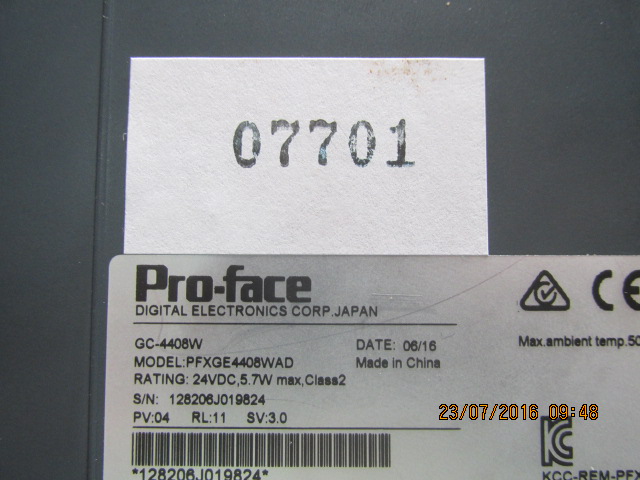 07701
Pro-face
DIGITAL ELECTRONICS CORP.JAPAN
CE
GC-4408W
DATE: 06/16
Max.ambient temp.50
MODEL:PFXGE4408WAD
Made in China
RATING: 24VDC,5.7W max,Class2
S/N: 128206J019824
PV:04 RL:11 SV:3.0
23/07/2016 09:48
*128206J019824*
KCC-REM-PFX